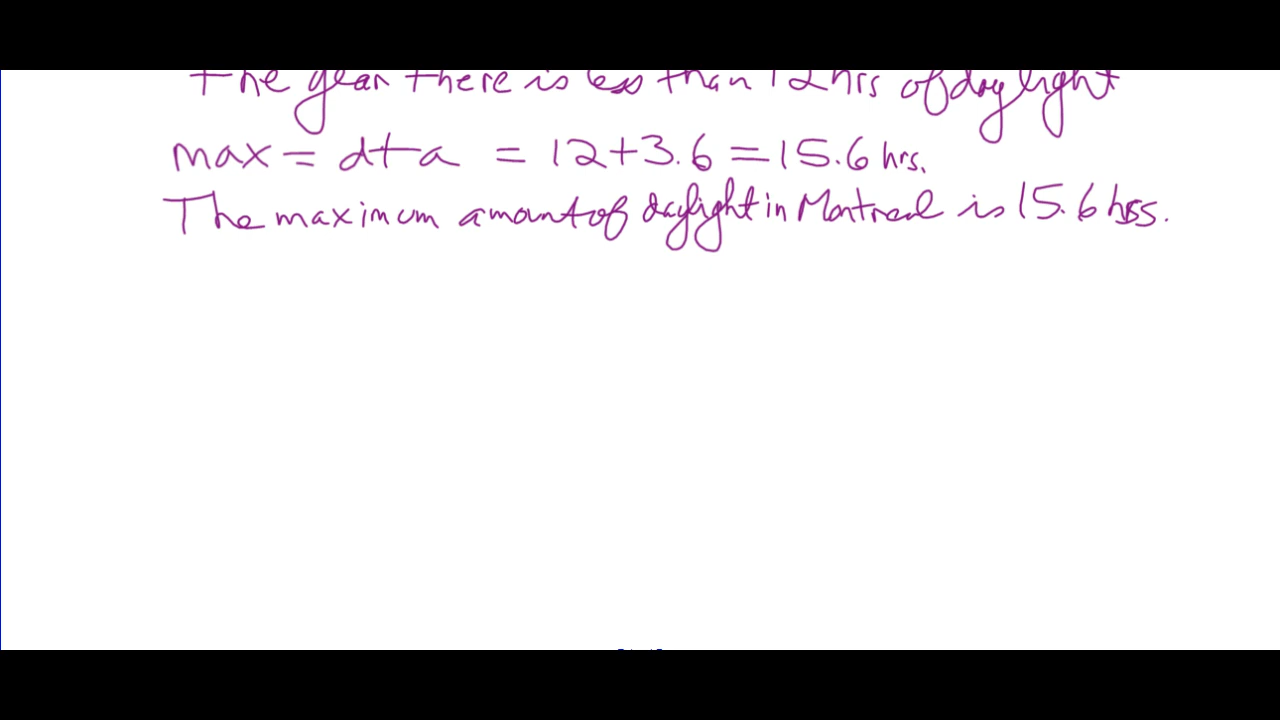 the year there is less than 12 hrs of daylight
max = d+a = 12+3.6 = 15.6 hrs.
The maximum amount of daylight in Montreal is 15.6 hrs.